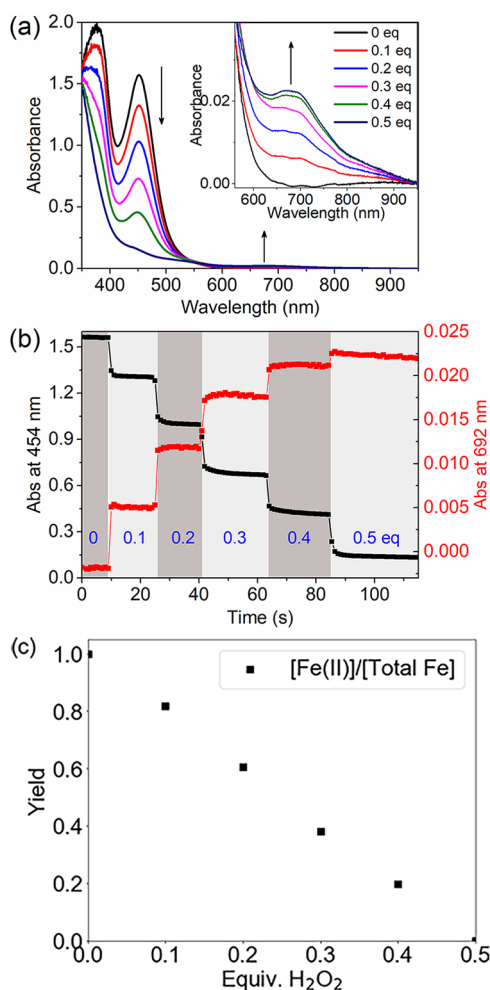 (a)
2.0
1.5
1.0
0.5
0.0
Absorbance
350 450 550 650 750 850
Wavelength (nm)
0.02
0.00
Absorbance
600 700 800 900
Wavelength (nm)
0 eq
0.1 eq
0.2 eq
0.3 eq
0.4 eq
0.5 eq
(b)
1.5
1.2
0.9
0.6
0.3
0.0
Abs at 454 nm
0.025
0.020
0.015
0.010
0.005
0.000
Abs at 692 nm
0 0.1 0.2 0.3 0.4 0.5 eq
0 20 40 60 80 100
Time (s)
(c)
1.0
0.8
0.6
0.4
0.2
0.0
Yield
[Fe(II)]/[Total Fe]
0.0 0.1 0.2 0.3 0.4 0.5
Equiv. H₂O₂